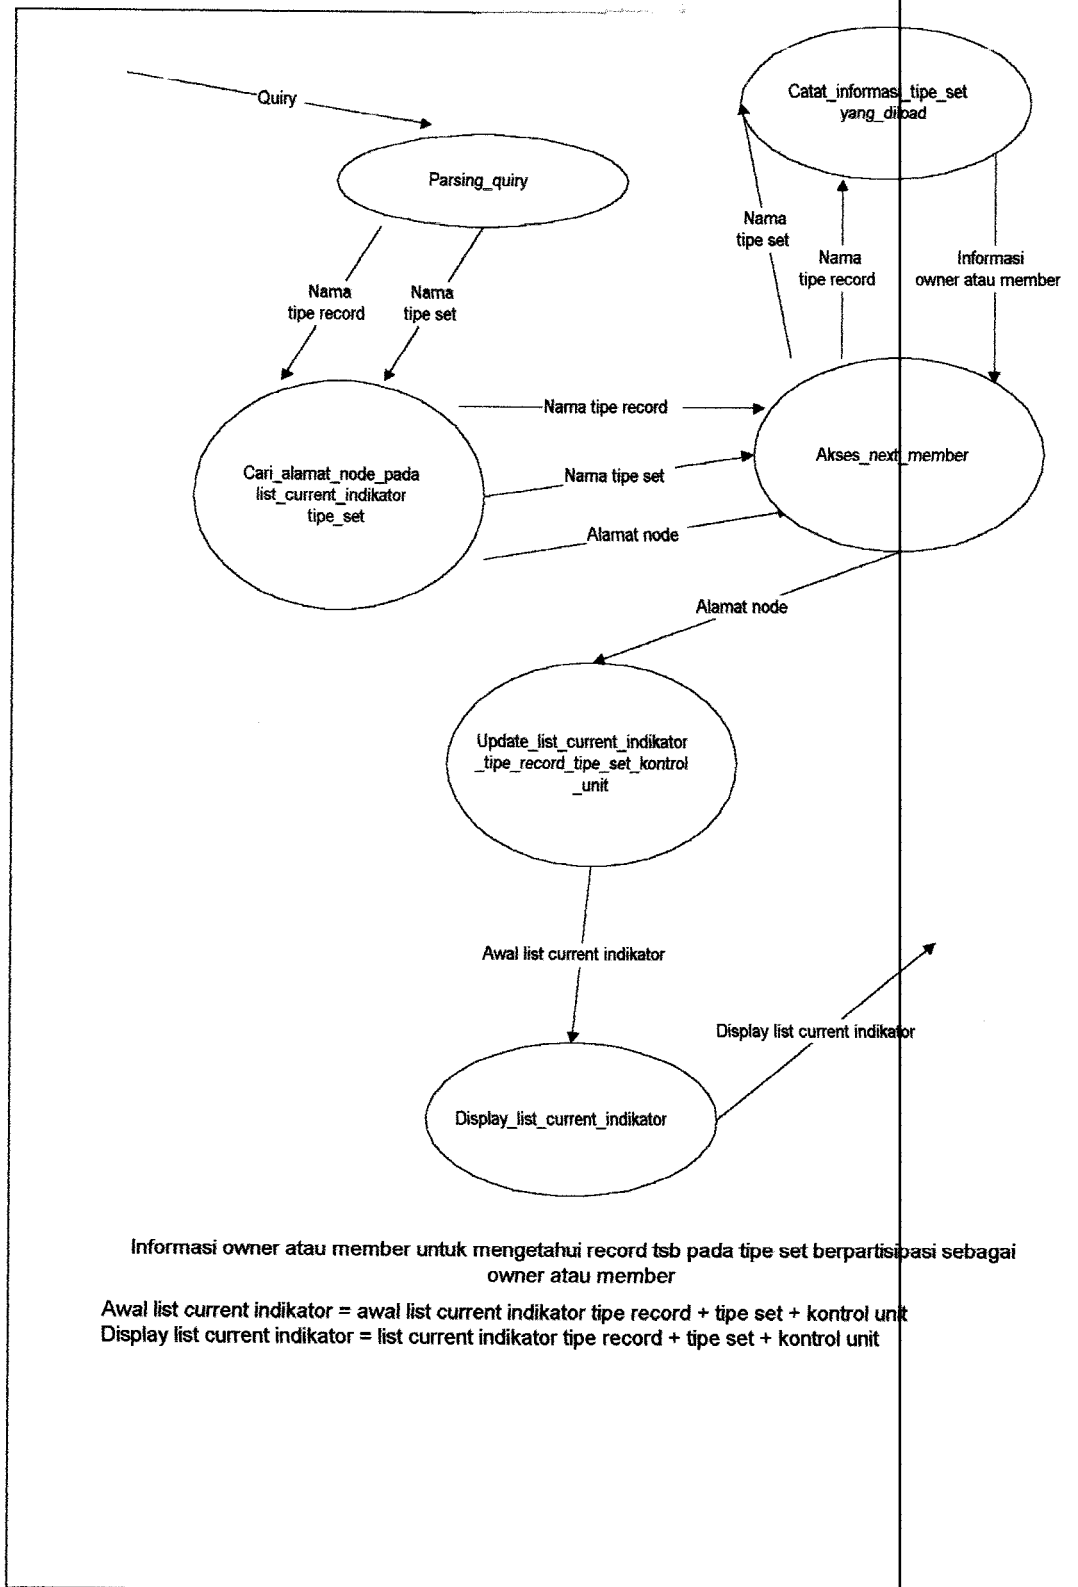 Quiry
Parsing_quiry
Catat_informasi_tipe_set
yang_diload
Nama
tipe record
Nama
tipe set
Nama
tipe set
Nama
tipe record
Informasi
owner atau member
Cari_alamat_node_pada
list_current_indikator
tipe_set
Nama tipe record
Nama tipe set
Alamat node
Akses_next_member
Alamat node
Update_list_current_indikator
_tipe_record_tipe_set_kontrol
_unit
Awal list current indikator
Display list current indikator
Display_list_current_indikator
Informasi owner atau member untuk mengetahui record tsb pada tipe set berpartisipasi sebagai
owner atau member
Awal list current indikator = awal list current indikator tipe record + tipe set + kontrol unit
Display list current indikator = list current indikator tipe record + tipe set + kontrol unit